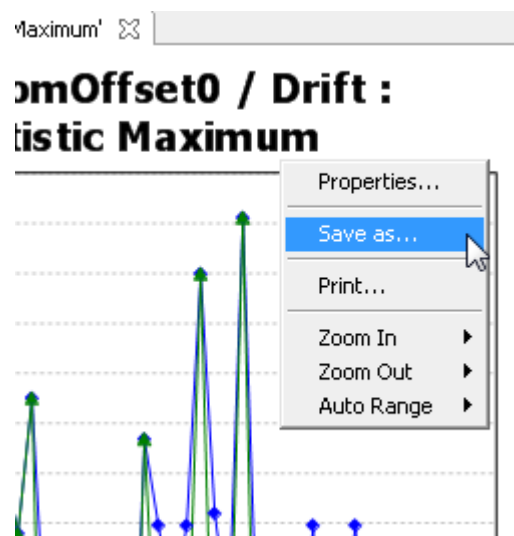 Maximum'
omOffset0 / Drift :
tistic Maximum
Properties...
Save as...
Print...
Zoom In
Zoom Out
Auto Range